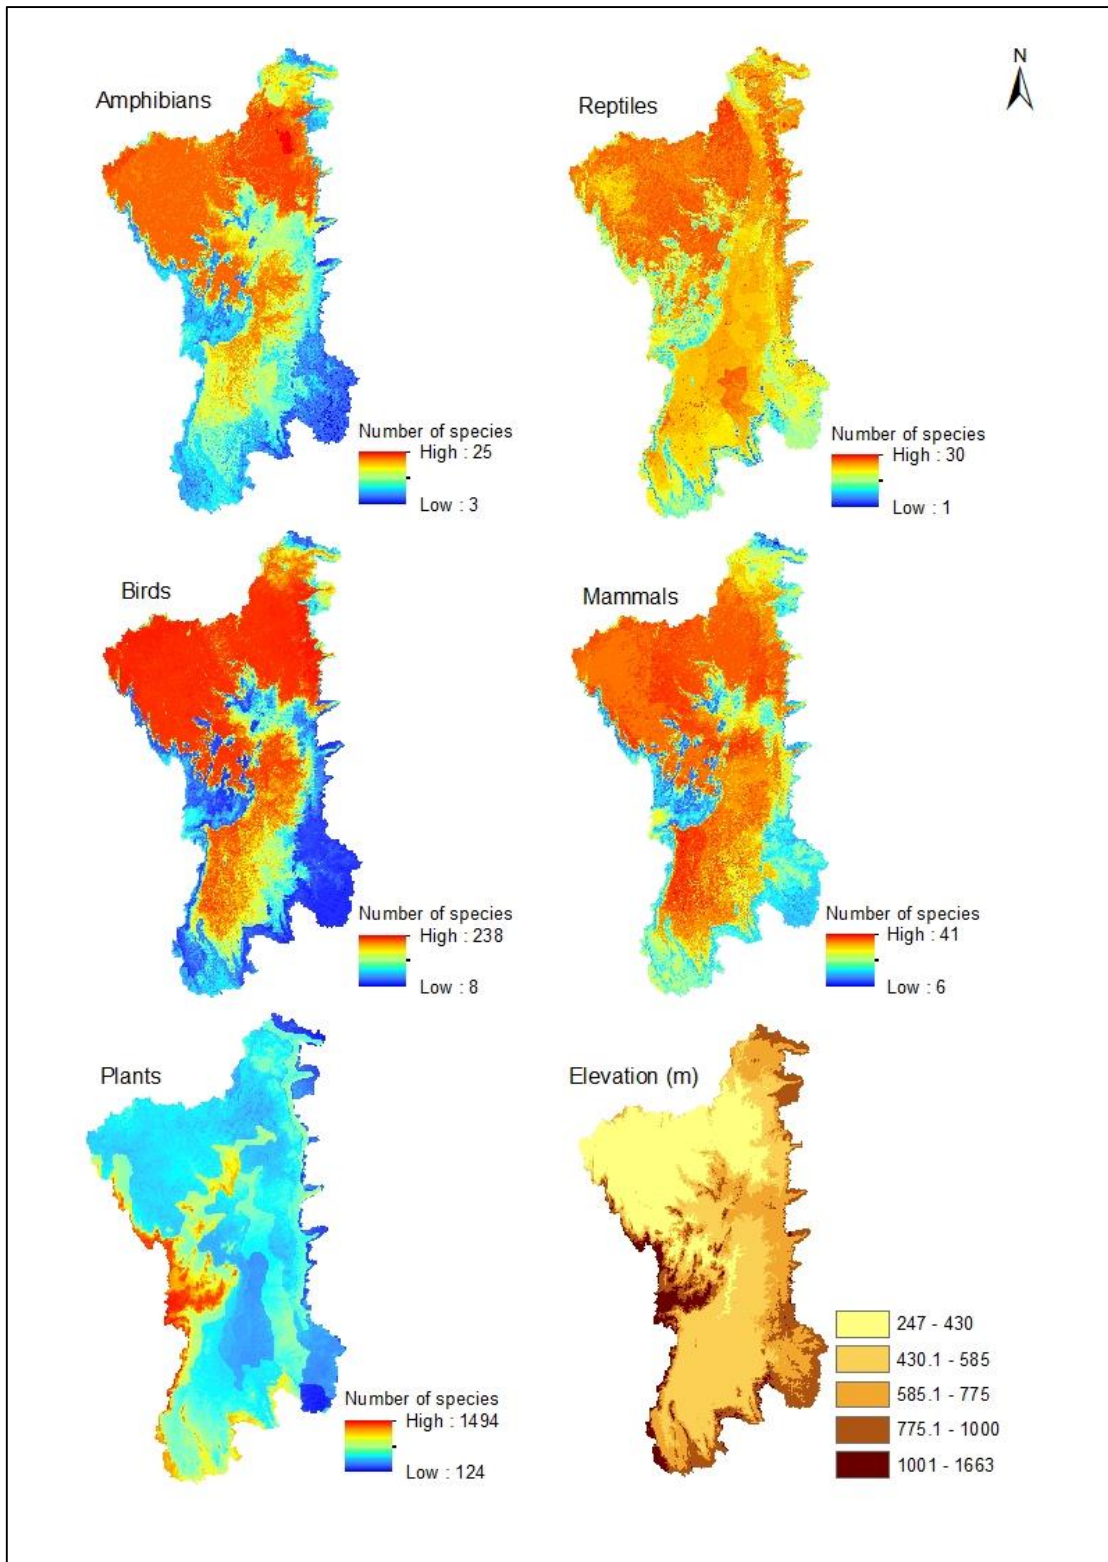 N
Amphibians
Reptiles
Number of species
High : 25
Low : 3
Number of species
High : 30
Low : 1
Birds
Mammals
Number of species
High : 238
Low : 8
Number of species
High : 41
Low : 6
Plants
Elevation (m)
Number of species
High : 1494
Low : 124
247 - 430
430.1 - 585
585.1 - 775
775.1 - 1000
1001 - 1663